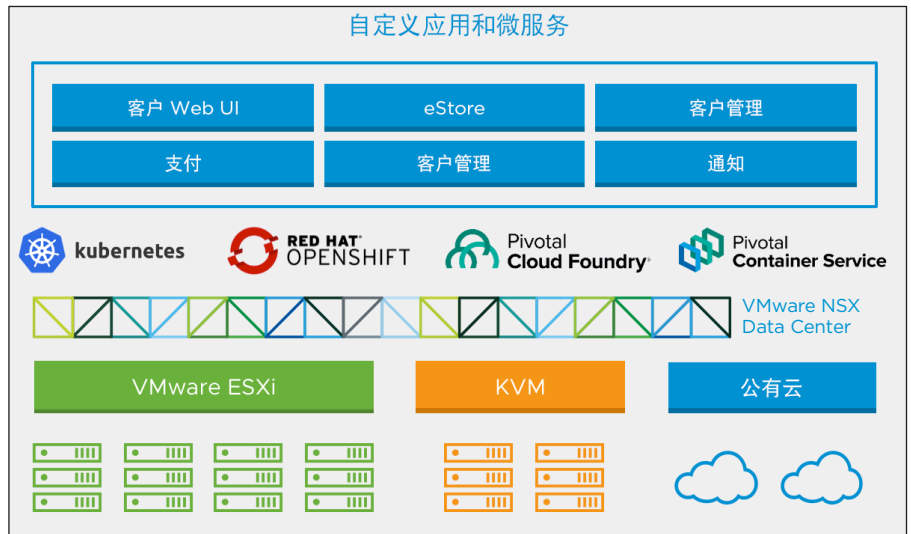 自定义应用和微服务
客户 Web UI
eStore
客户管理
支付
客户管理
通知
kubernetes
RED HAT
OPENSHIFT
Pivotal
Cloud Foundry
Pivotal
Container Service
VMware NSX
Data Center
VMware ESXi
KVM
公有云